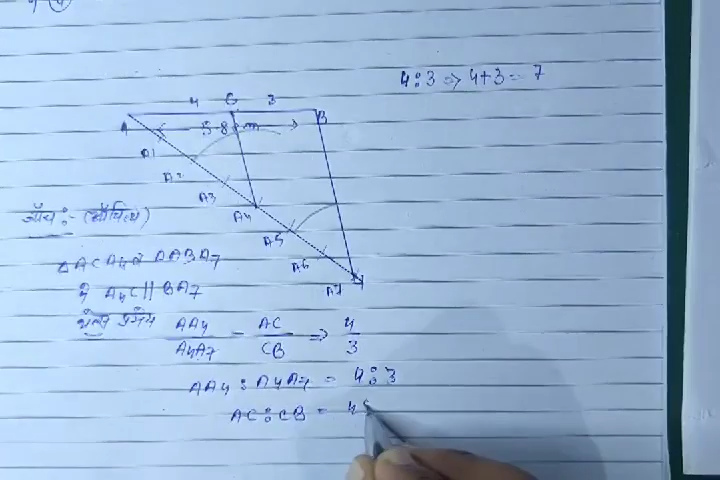 4:3 => 4+3 = 7
4 C 3
A B
5.8 cm
A1
A2
A3
A4
A5
A6
A7
जाँच :- (औचित्य)
△ACA4 व △ABA7
में A4C || BA7
थेल्स प्रमेय AA4/A4A7 = AC/CB => 4/3
AA4 : A4A7 = 4:3
AC:CB = 4: